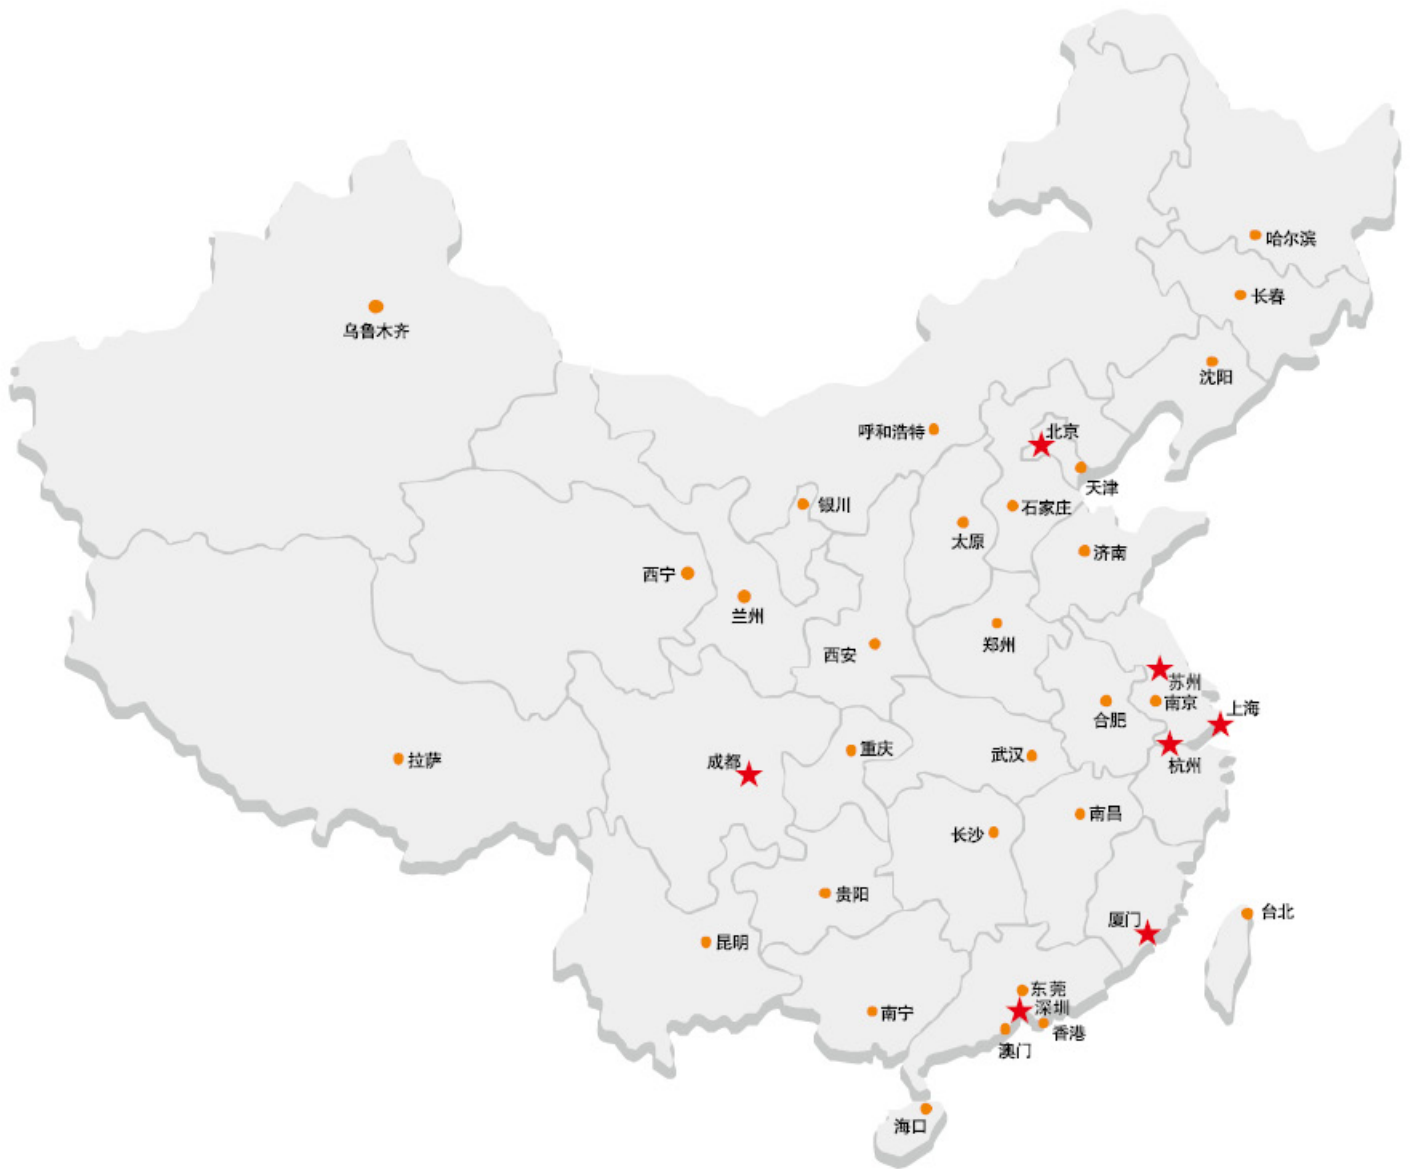 哈尔滨
长春
乌鲁木齐
沈阳
呼和浩特
北京
天津
银川
石家庄
太原
济南
西宁
兰州
郑州
西安
苏州
南京
上海
合肥
重庆
武汉
拉萨
成都
杭州
南昌
长沙
贵阳
台北
厦门
昆明
东莞
深圳
南宁
香港
澳门
海口